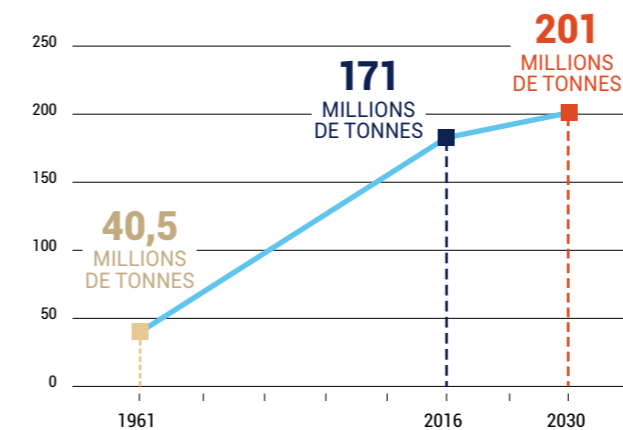 250
200
150
100
50
0
201
MILLIONS
DE TONNES
171
MILLIONS
DE TONNES
40,5
MILLIONS
DE TONNES
1961
2016
2030